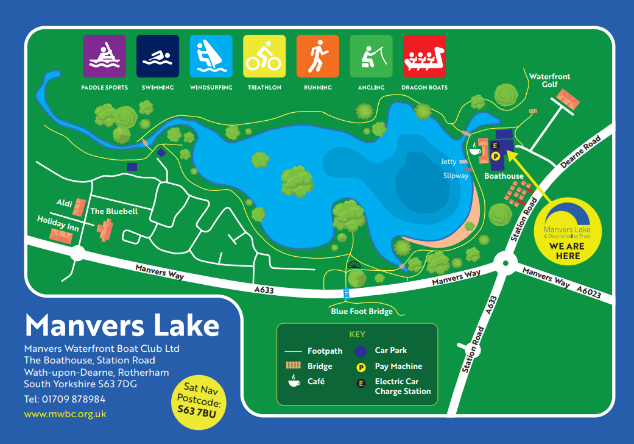 PADDLE SPORTS
SWIMMING
WINDSURFING
TRIATHLON
RUNNING
ANGLING
DRAGON BOATS
Waterfront
Golf
Dearne Road
Jetty
Slipway
E
P
Boathouse
Station Road
Manvers Lake
& Dearne Valley Trust
WE ARE
HERE
Aldi
The Bluebell
Holiday Inn
Manvers Way
A633
Manvers Way
Manvers Way A6023
A633
Station Road
Blue Foot Bridge
Manvers Lake
Manvers Waterfront Boat Club Ltd
The Boathouse, Station Road
Wath-upon-Dearne, Rotherham
South Yorkshire S63 7DG
Tel: 01709 878984
www.mwbc.org.uk
Sat Nav
Postcode:
S63 7BU
KEY
Footpath
Bridge
Café
Car Park
P Pay Machine
E Electric Car
Charge Station